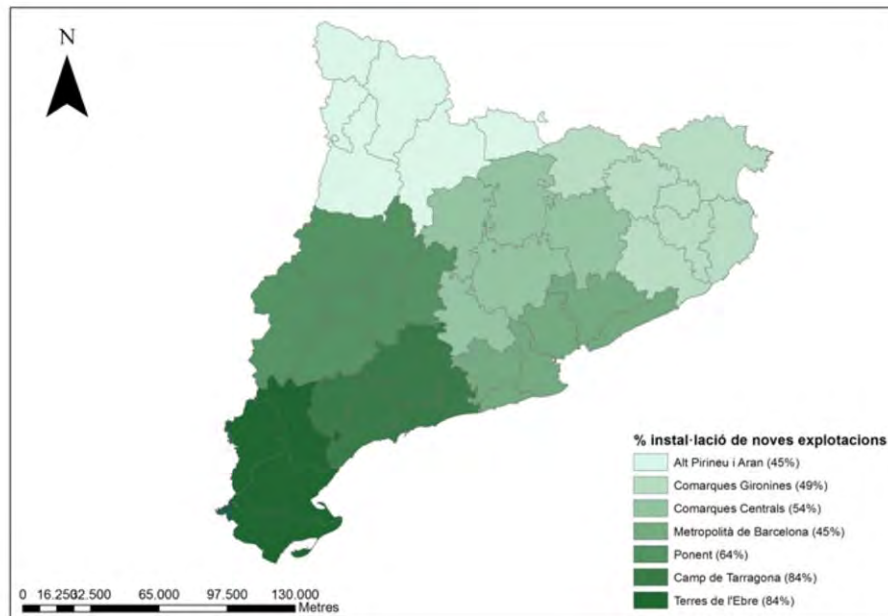 N
% instal·lació de noves explotacions
Alt Pirineu i Aran (45%)
Comarques Gironines (49%)
Comarques Centrals (54%)
Metropolità de Barcelona (45%)
Ponent (64%)
Camp de Tarragona (84%)
Terres de l'Ebre (84%)
0 16.25032.500 65.000 97.500 130.000
Metres